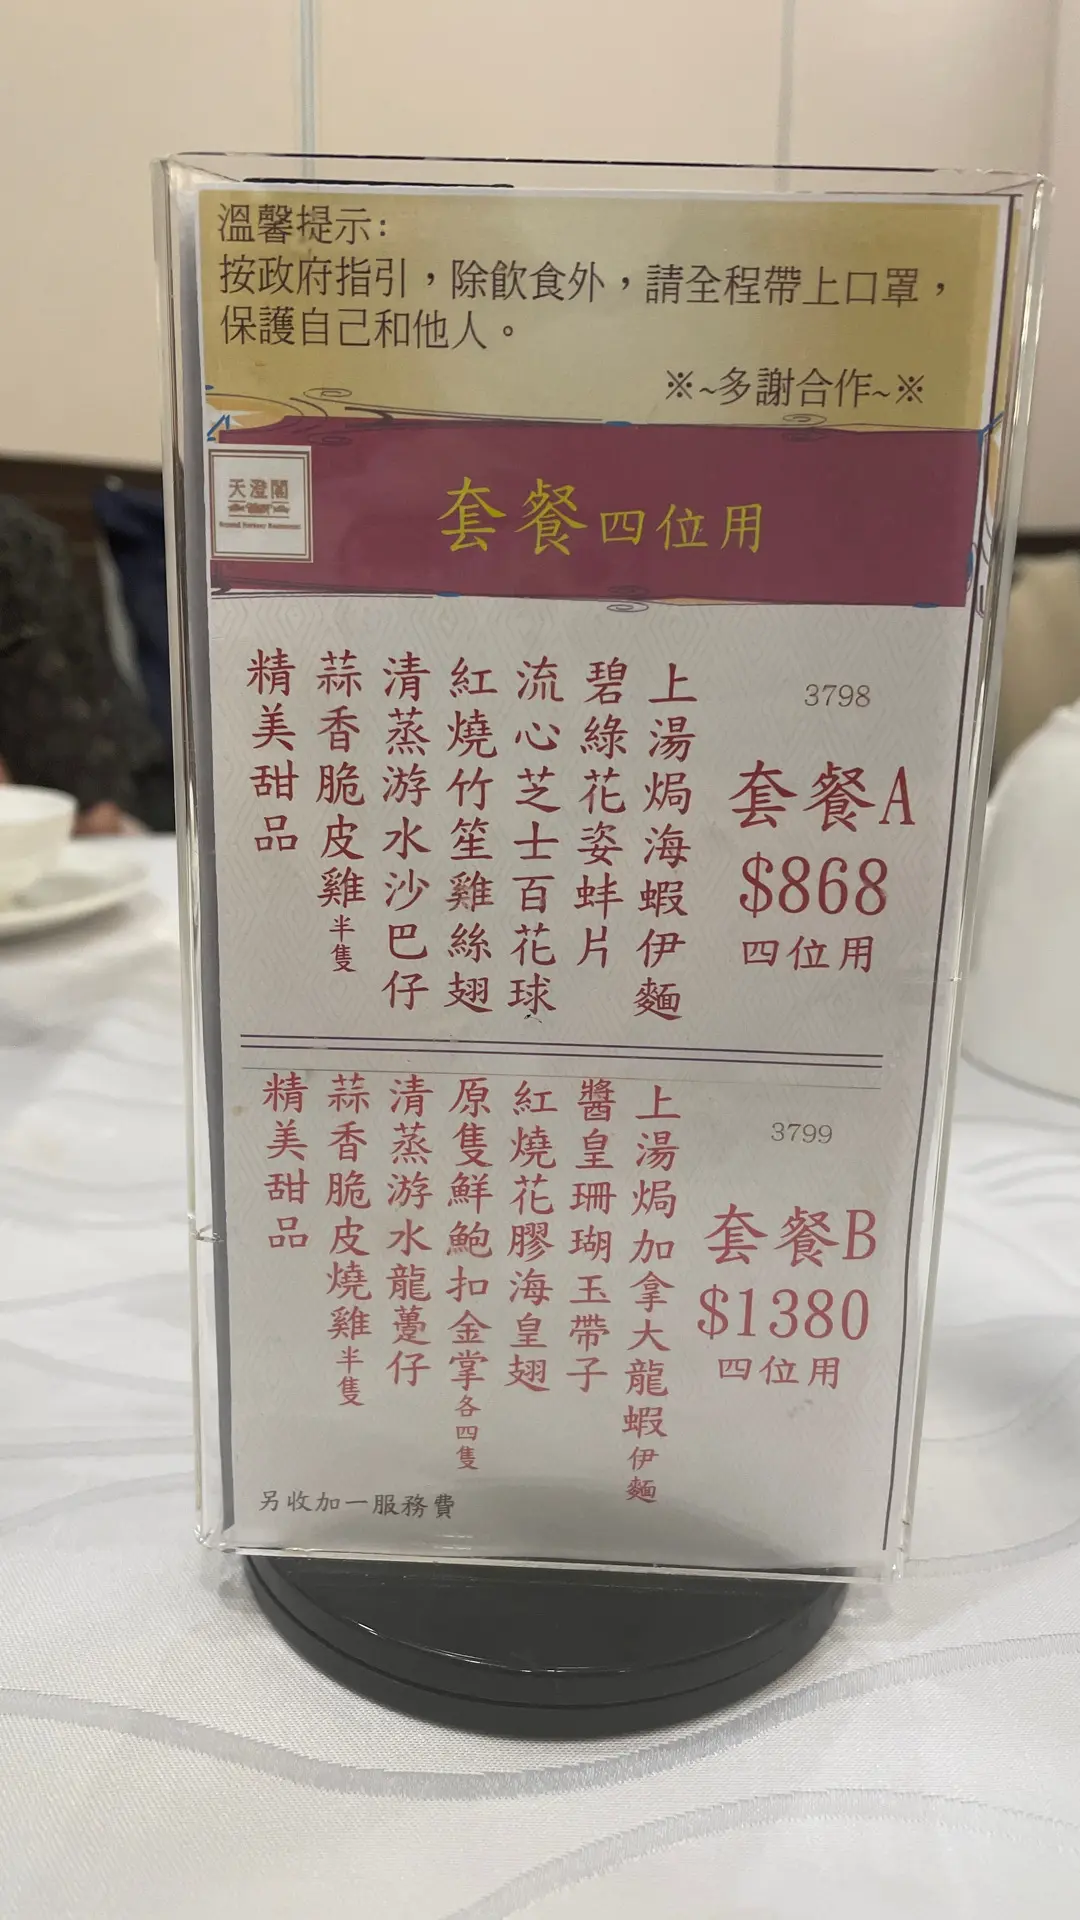 溫馨提示:
按政府指引，除飲食外，請全程帶上口罩，
保護自己和他人。
※~多謝合作~※
天澄閣
套餐四位用
3798
套餐A
$868
四位用
上湯焗海蝦伊麵
碧綠花姿蚌片
流心芝士百花球
紅燒竹笙雞絲翅
清蒸游水沙巴仔
蒜香脆皮雞半隻
精美甜品
3799
套餐B
$1380
四位用
上湯焗加拿大龍蝦伊麵
醬皇珊瑚玉帶子
紅燒花膠海皇翅
原隻鮮鮑扣金掌各四隻
清蒸游水龍躉仔
蒜香脆皮燒雞半隻
精美甜品
另收加一服務費